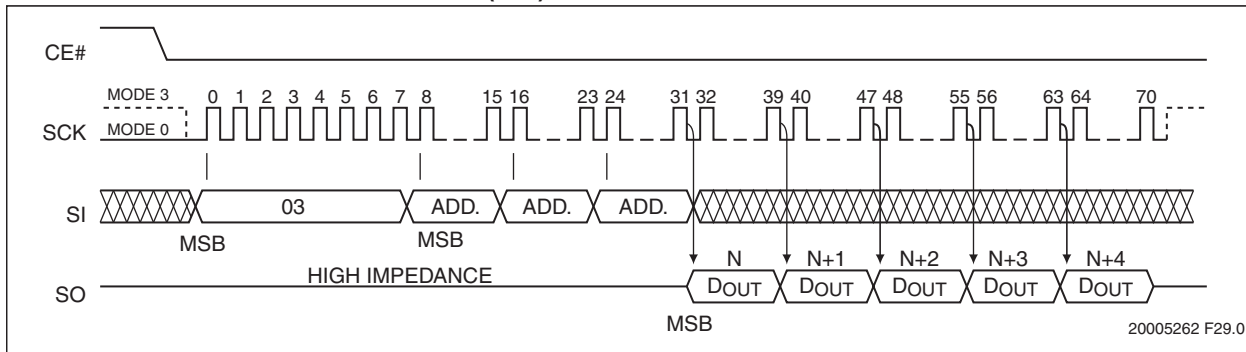 CE#
MODE 3
0 1 2 3 4 5 6 7 8 15 16 23 24 31 32 39 40 47 48 55 56 63 64 70
SCK
MODE 0
SI
03 ADD. ADD. ADD.
MSB MSB
N N+1 N+2 N+3 N+4
HIGH IMPEDANCE
SO
DOUT DOUT DOUT DOUT DOUT
MSB
20005262 F29.0